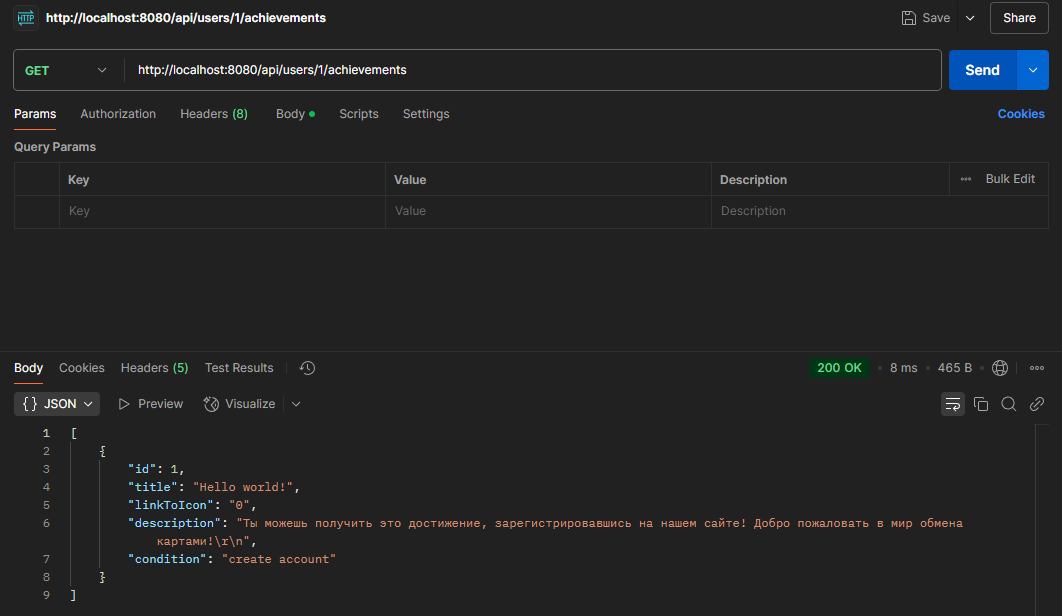 HTTP http://localhost:8080/api/users/1/achievements Save Share
GET http://localhost:8080/api/users/1/achievements Send
Params Authorization Headers (8) Body Scripts Settings Cookies
Query Params
Key Value Description Bulk Edit
Key Value Description
Body Cookies Headers (5) Test Results 200 OK 8 ms 465 B
{} JSON Preview Visualize
1 [
2 {
3 "id": 1,
4 "title": "Hello world!",
5 "linkToIcon": "0",
6 "description": "Ты можешь получить это достижение, зарегистрировавшись на нашем сайте! Добро пожаловать в мир обмена
картами!\r\n",
7 "condition": "create account"
8 }
9 ]